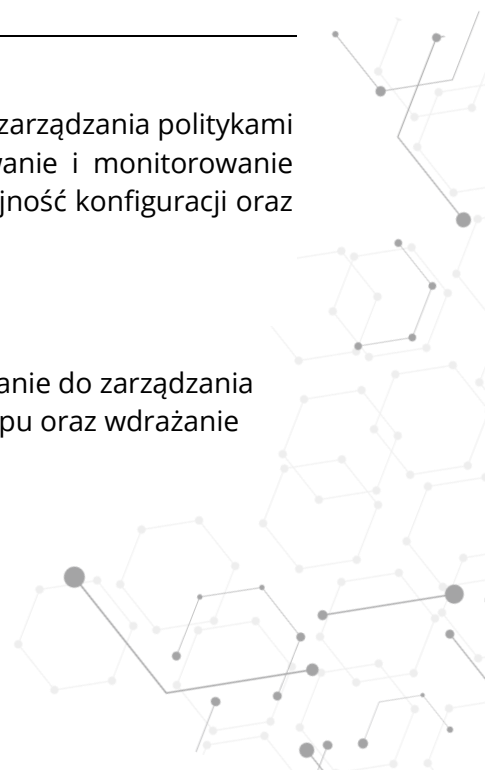 zarządzania politykami
wanie i monitorowanie
jność konfiguracji oraz
anie do zarządzania
pu oraz wdrażanie